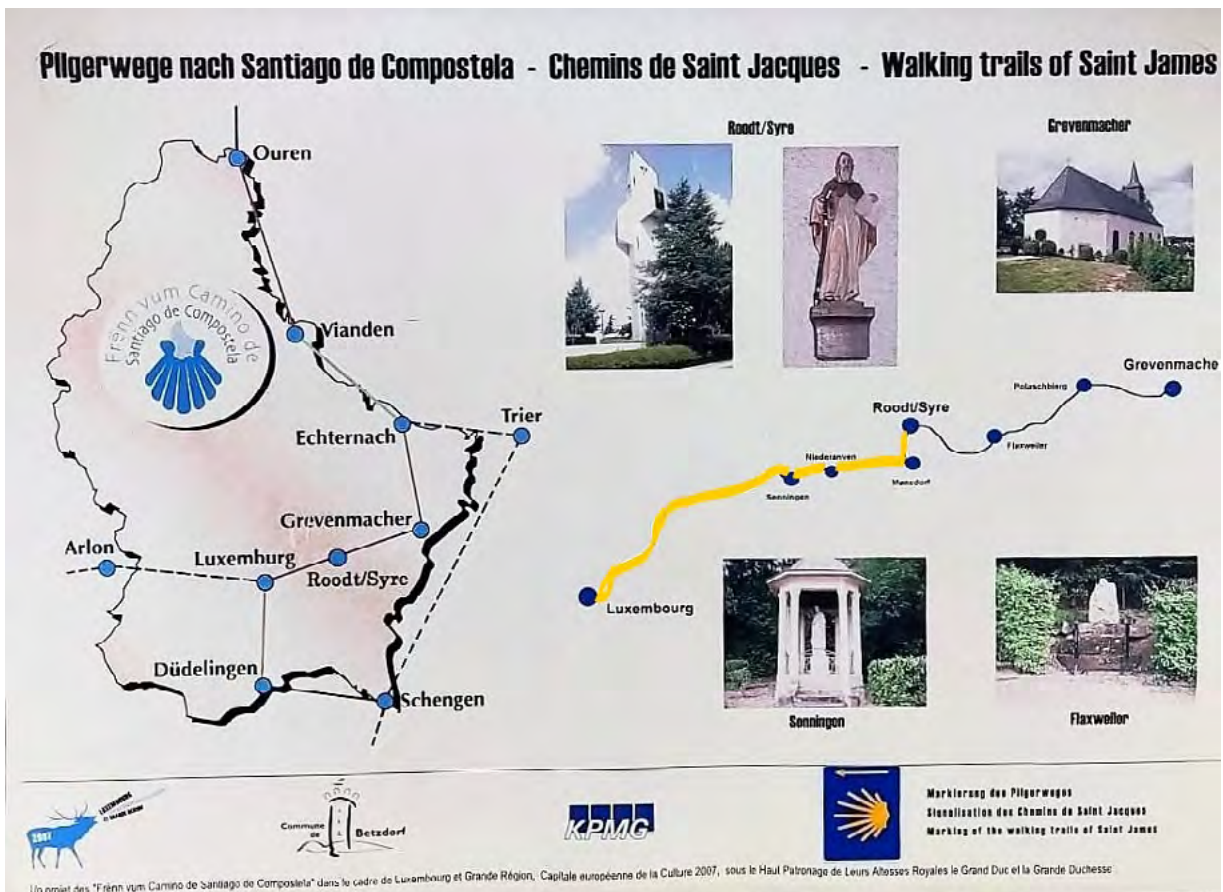 Pilgerwege nach Santiago de Compostela - Chemins de Saint Jacques - Walking trails of Saint James
Ouren
Frënn vum Camino de
Santiago de Compostela
Vianden
Echternach
Trier
Grevenmacher
Arlon
Luxemburg
Roodt/Syre
Düdelingen
Schengen
Roodt/Syre
Grevenmacher
Grevenmache
Roodt/Syre
Flaxweiler
Niederanven
Mensdorf
Senningen
Luxembourg
Senningen
Flaxweiler
2007
LUXEMBOURG
ET GRANDE RÉGION
Commune
de
Betzdorf
KPMG
Markierung des Pilgerweges
Signalisation des Chemins de Saint Jacques
Marking of the walking trails of Saint James
Un projet des "Frënn vum Camino de Santiago de Compostela" dans le cadre de Luxembourg et Grande Région, Capitale européenne de la Culture 2007, sous le Haut Patronage de Leurs Altesses Royales le Grand Duc et la Grande Duchesse